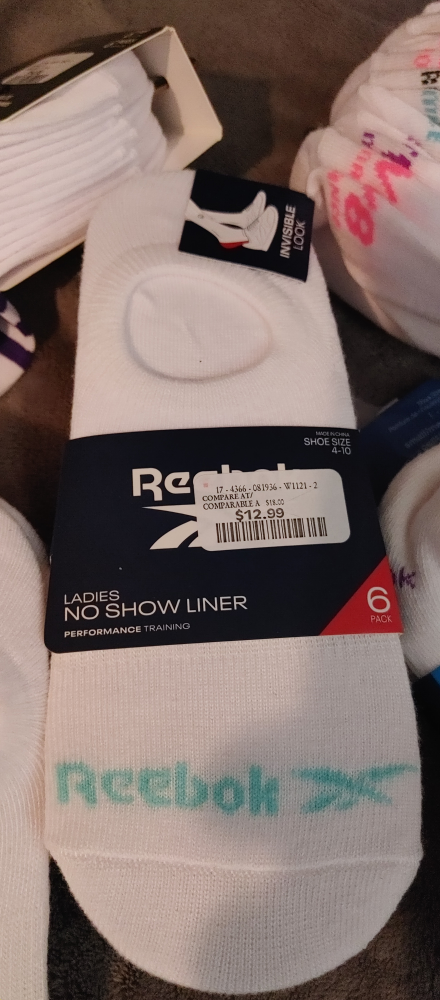 INVISIBLE
LOOK
MADE IN CHINA
SHOE SIZE
4-10
17 - 4366 - 081936 - W1121 - 2
COMPARE AT/
COMPARABLE A $18.00
$12.99
LADIES
NO SHOW LINER
PERFORMANCE TRAINING
6
PACK
Reebok